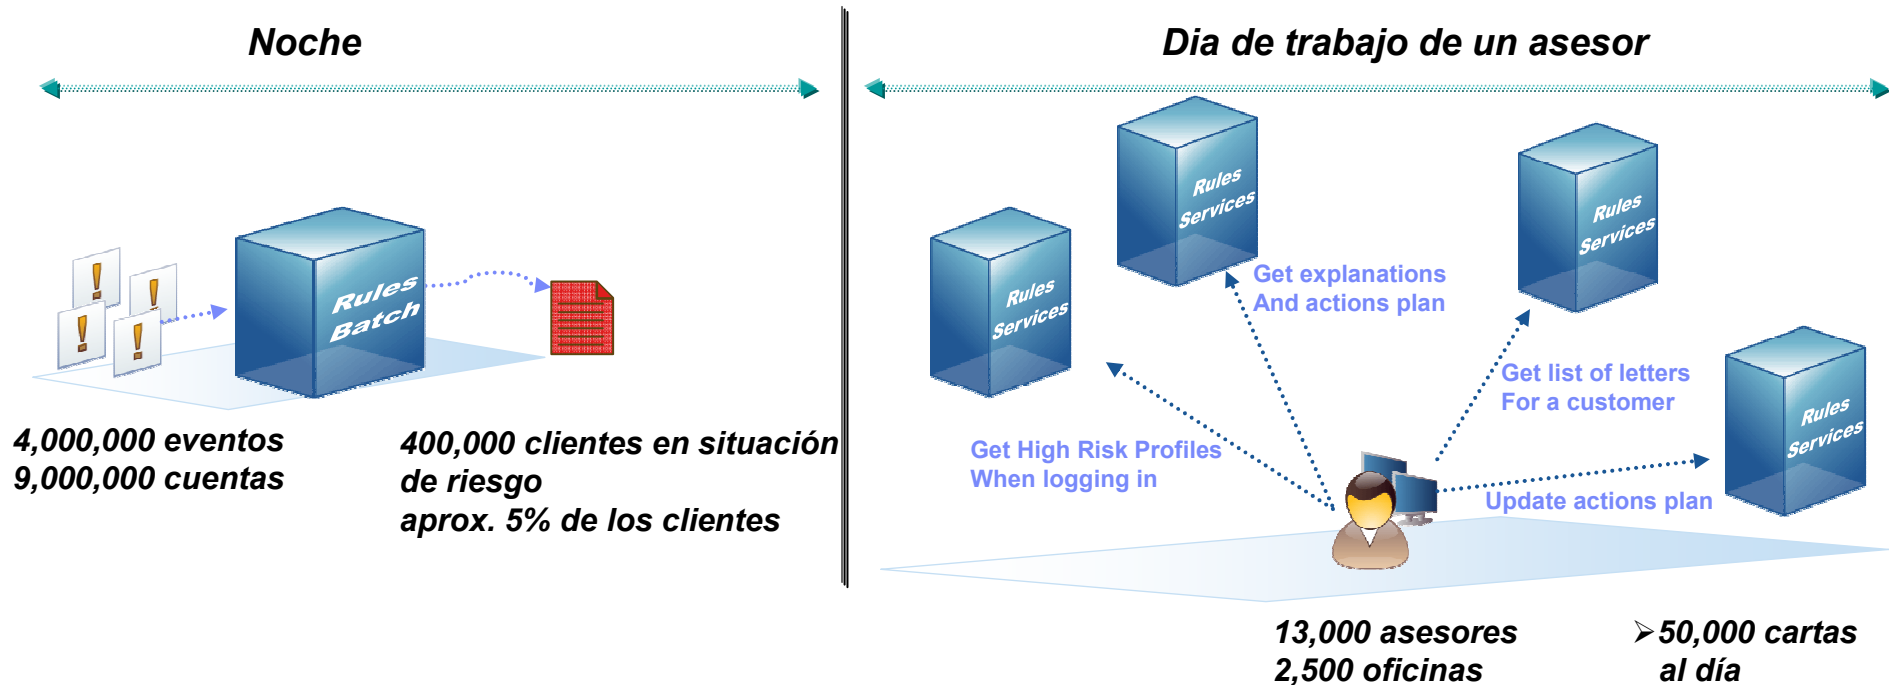 Noche
Rules
Batch
4,000,000 eventos
9,000,000 cuentas
400,000 clientes en situación
de riesgo
aprox. 5% de los clientes
Dia de trabajo de un asesor
Rules
Services
Rules
Services
Rules
Services
Rules
Services
Get explanations
And actions plan
Get list of letters
For a customer
Get High Risk Profiles
When logging in
Update actions plan
13,000 asesores
2,500 oficinas
➢50,000 cartas
al día